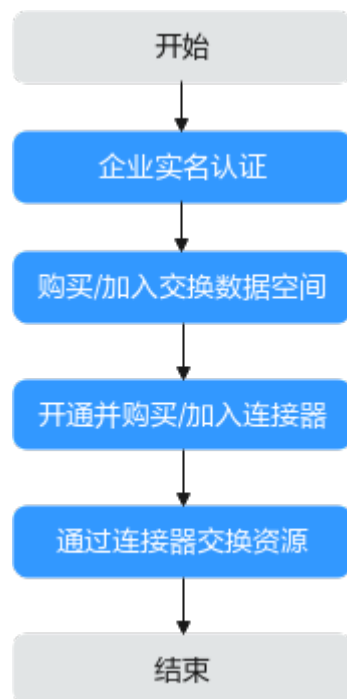 开始
企业实名认证
购买/加入交换数据空间
开通并购买/加入连接器
通过连接器交换资源
结束